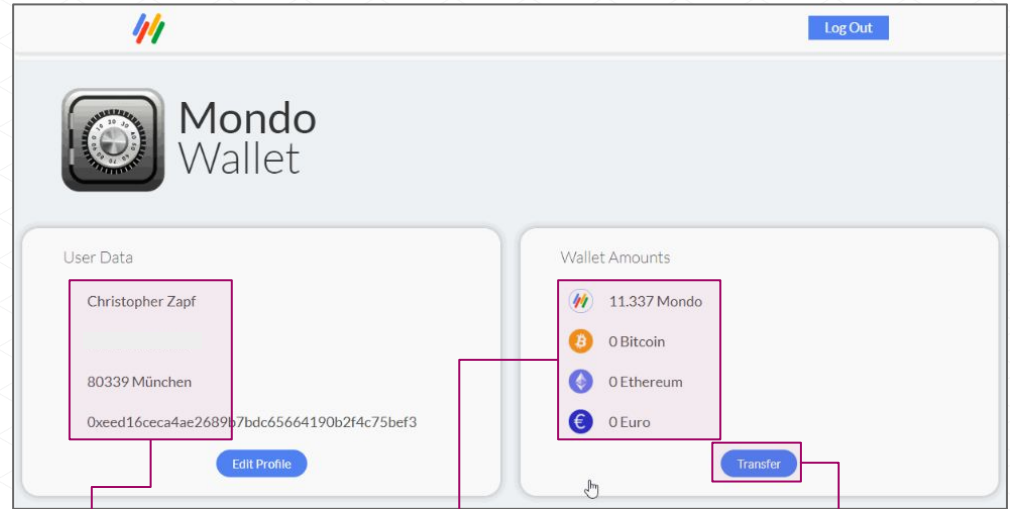 Log Out
Mondo
Wallet
User Data
Christopher Zapf
80339 München
0xeed16ceca4ae2689b7bdc65664190b2f4c75bef3
Edit Profile
Wallet Amounts
11.337 Mondo
0 Bitcoin
0 Ethereum
0 Euro
Transfer